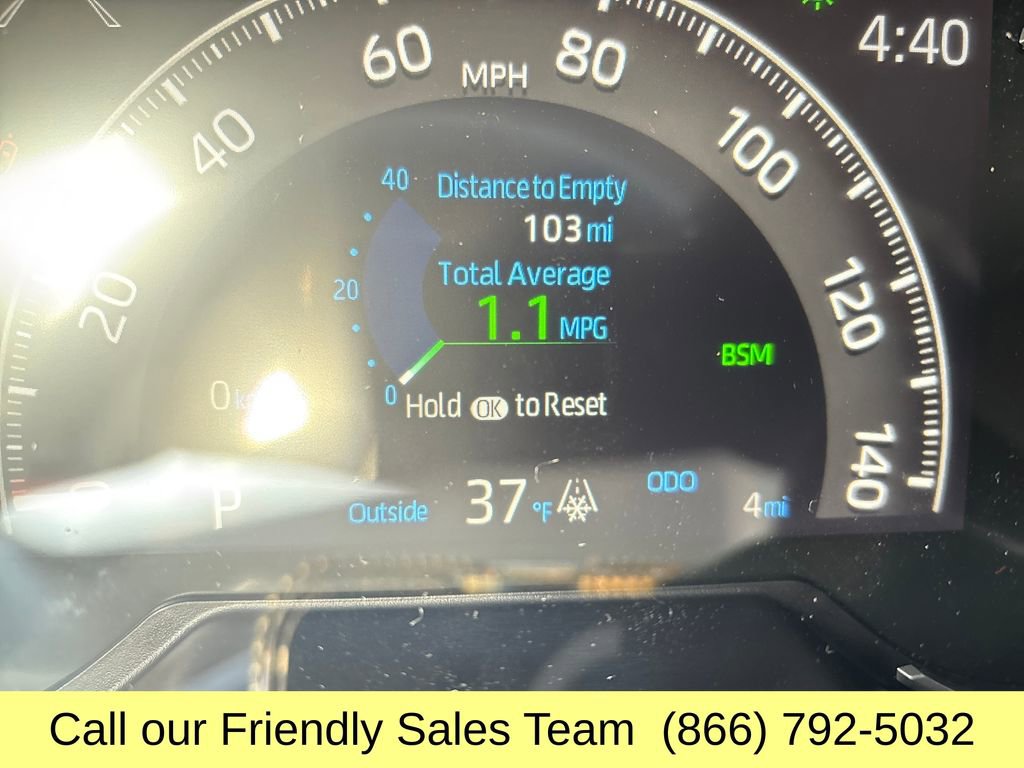 4:40
60
80
MPH
40
100
20
120
140
40
Distance to Empty
103 mi
20
Total Average
1.1 MPG
BSM
0
Hold OK to Reset
0
P
Outside 37 °F
ODO
4 mi
Call our Friendly Sales Team (866) 792-5032